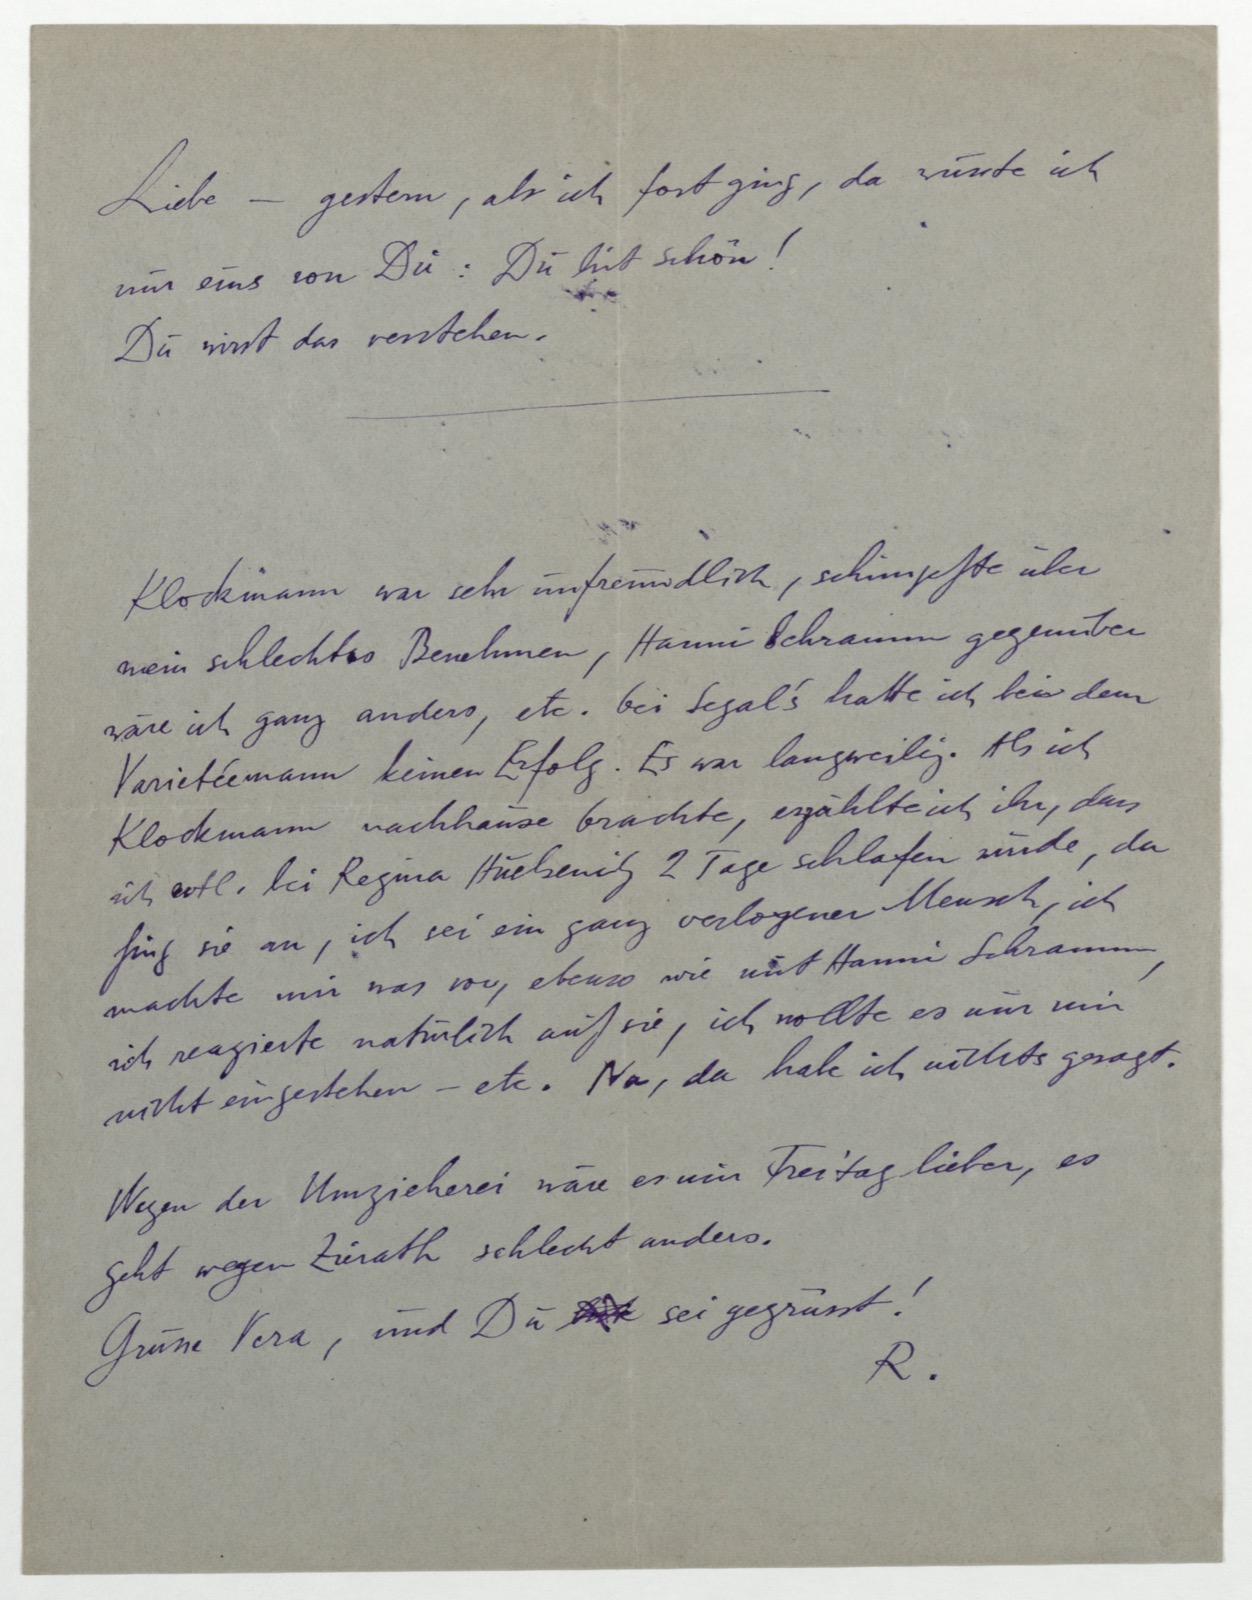 Liebe — gestern, als ich fort ging, da wusste ich
nur eins von Du: Du bist schön!
Du wirst das verstehen.
Klockmann war sehr unfreundlich, schimpfte über
mein schlechtes Benehmen, Hanni Schramm gegenüber
wäre ich ganz anders, etc. bei Segal's hatte ich bei dem
Varietéemann keinen Erfolg. Es war langweilig. Als ich
Klockmann nachhause brachte, erzählte ich ihr, dass
ich evtl. bei Regina 2 Tage schlafen würde, da
fing sie an, ich sei ein ganz verlogener Mensch, ich
machte mir was vor, ebenso wie mit Hanni Schramm,
ich reagierte natürlich auf sie, ich wollte es nur mir
nicht eingestehen – etc. Na, da habe ich nichts gesagt.
Wegen der Umzieherei wäre es mir Freitag lieber, es
geht wegen Zierath schlecht anders.
Grüsse Vera, und Du sei gegrüsst!
R.